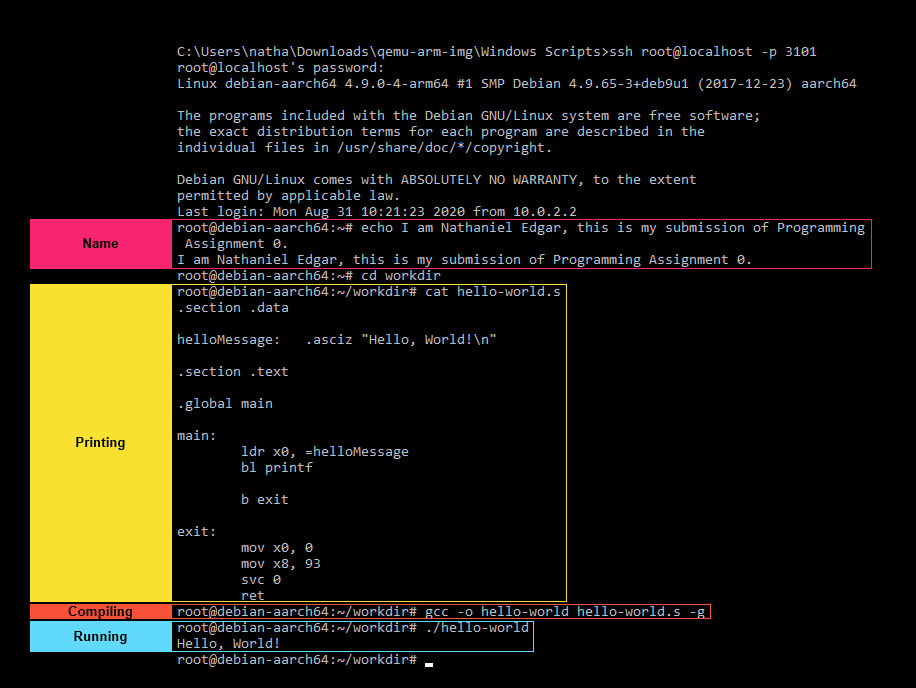 C:\Users\natha\Downloads\qemu-arm-img\Windows Scripts>ssh root@localhost -p 3101
root@localhost's password:
Linux debian-aarch64 4.9.0-4-arm64 #1 SMP Debian 4.9.65-3+deb9u1 (2017-12-23) aarch64
The programs included with the Debian GNU/Linux system are free software;
the exact distribution terms for each program are described in the
individual files in /usr/share/doc/*/copyright.
Debian GNU/Linux comes with ABSOLUTELY NO WARRANTY, to the extent
permitted by applicable law.
Last login: Mon Aug 31 10:21:23 2020 from 10.0.2.2
root@debian-aarch64:~# echo I am Nathaniel Edgar, this is my submission of Programming
Name
Assignment 0.
I am Nathaniel Edgar, this is my submission of Programming Assignment 0.
root@debian-aarch64:~# cd workdir
root@debian-aarch64:~/workdir# cat hello-world.s
.section .data
helloMessage:   .asciz "Hello, World!\n"
.section .text
.global main
main:
Printing
ldr x0, =helloMessage
bl printf
b exit
exit:
mov x0, 0
mov x8, 93
svc 0
ret
Compiling
root@debian-aarch64:~/workdir# gcc -o hello-world hello-world.s -g
Running
root@debian-aarch64:~/workdir# ./hello-world
Hello, World!
root@debian-aarch64:~/workdir#